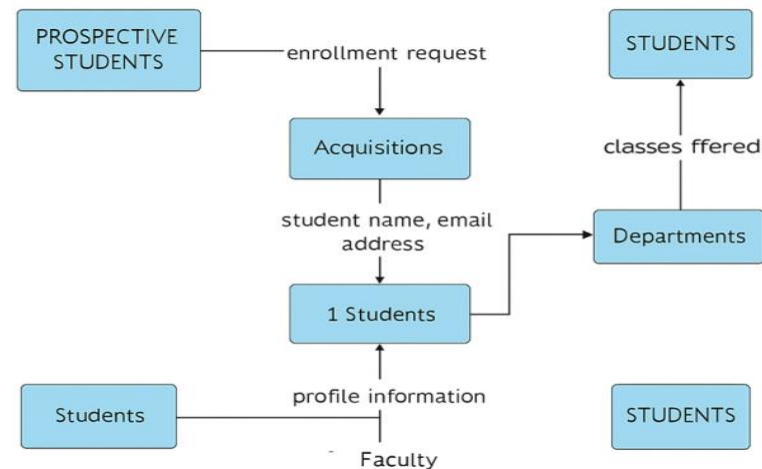 PROSPECTIVE
STUDENTS
enrollment request
STUDENTS
Acquisitions
classes ffered
student name, email
address
Departments
1 Students
profile information
Students
STUDENTS
Faculty